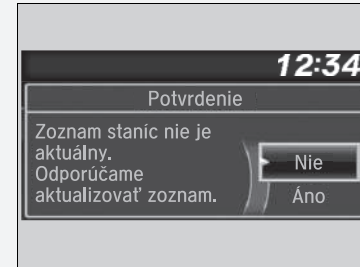 12:34
Potvrdenie
Zoznam staníc nie je
aktuálny.
Odporúčame
aktualizovať zoznam.
Nie
Áno